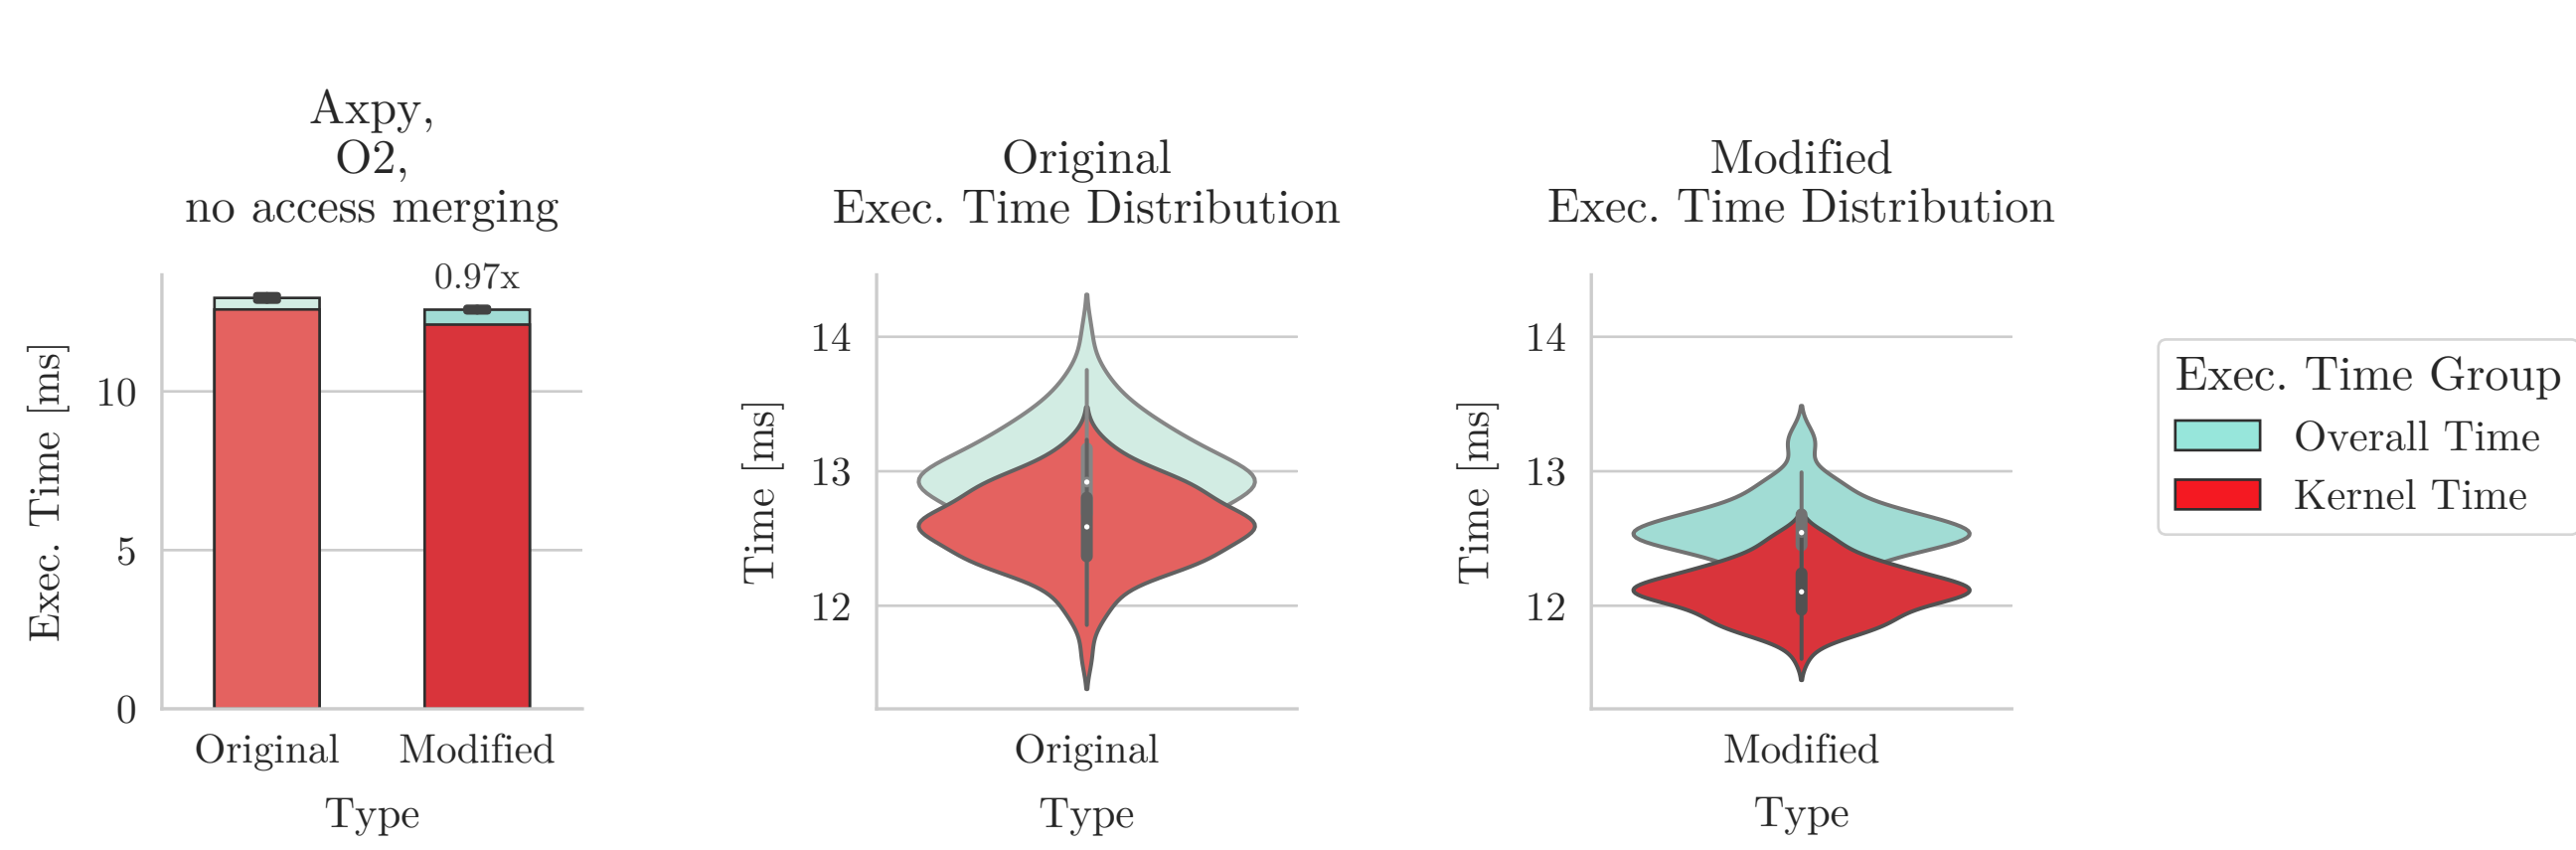 Axpy,
O2,
no access merging
0.97x
Exec. Time [ms]
10
5
0
Original
Modified
Type
Original
Exec. Time Distribution
Time [ms]
14
13
12
Original
Type
Modified
Exec. Time Distribution
Time [ms]
14
13
12
Modified
Type
Exec. Time Group
Overall Time
Kernel Time